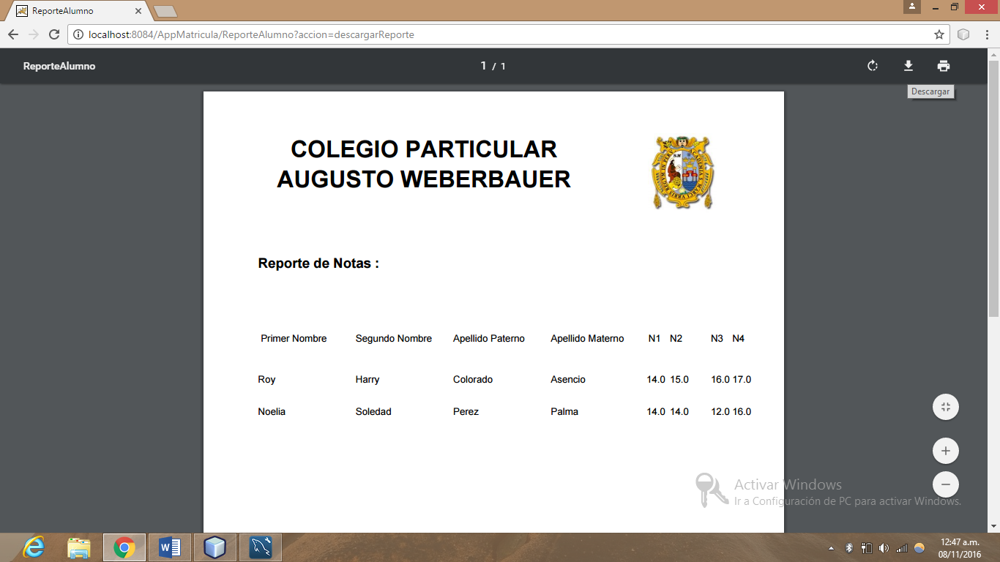 ReporteAlumno
localhost:8084/AppMatricula/ReporteAlumno?accion=descargarReporte
ReporteAlumno
1 / 1
Descargar
COLEGIO PARTICULAR
AUGUSTO WEBERBAUER
Reporte de Notas :
Primer Nombre Segundo Nombre Apellido Paterno Apellido Materno N1 N2 N3 N4
Roy Harry Colorado Asencio 14.0 15.0 16.0 17.0
Noelia Soledad Perez Palma 14.0 14.0 12.0 16.0
Activar Windows
Ir a Configuración de PC para activar Windows.
12:47 a.m.
08/11/2016